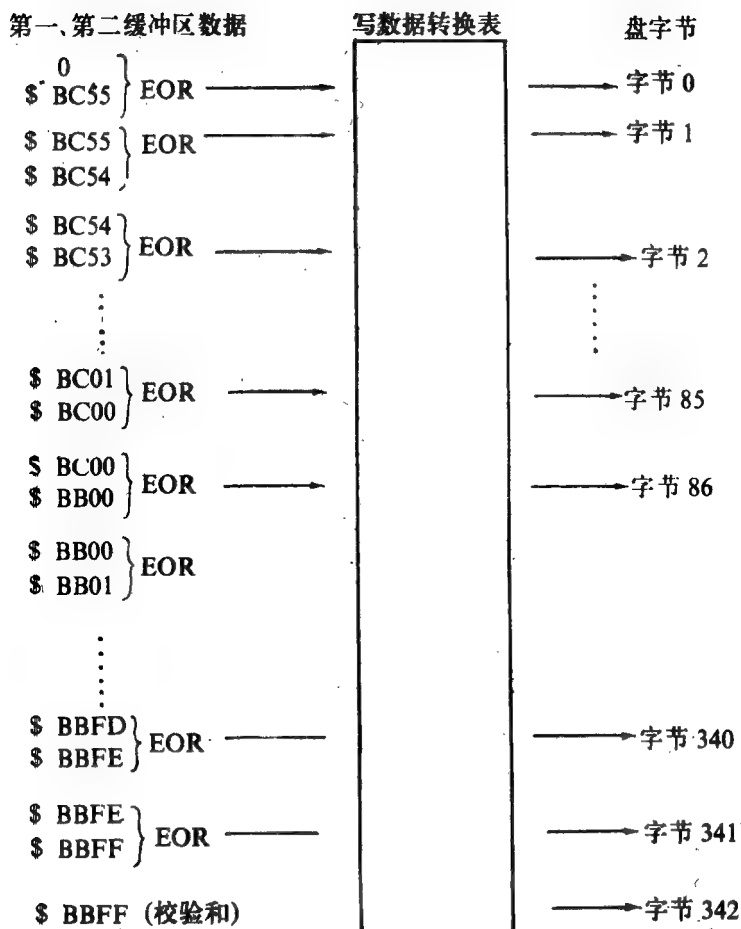 第一、第二缓冲区数据 写数据转换表 盘字节
0
$ BC55 EOR 字节 0
$ BC55 EOR 字节 1
$ BC54
$ BC54
$ BC53 EOR 字节 2
$ BC01 EOR 字节 85
$ BC00
$ BC00 EOR 字节 86
$ BB00
$ BB00 EOR
$ BB01
$ BBFD EOR 字节 340
$ BBFE
$ BBFE EOR 字节 341
$ BBFF
$ BBFF (校验和) 字节 342